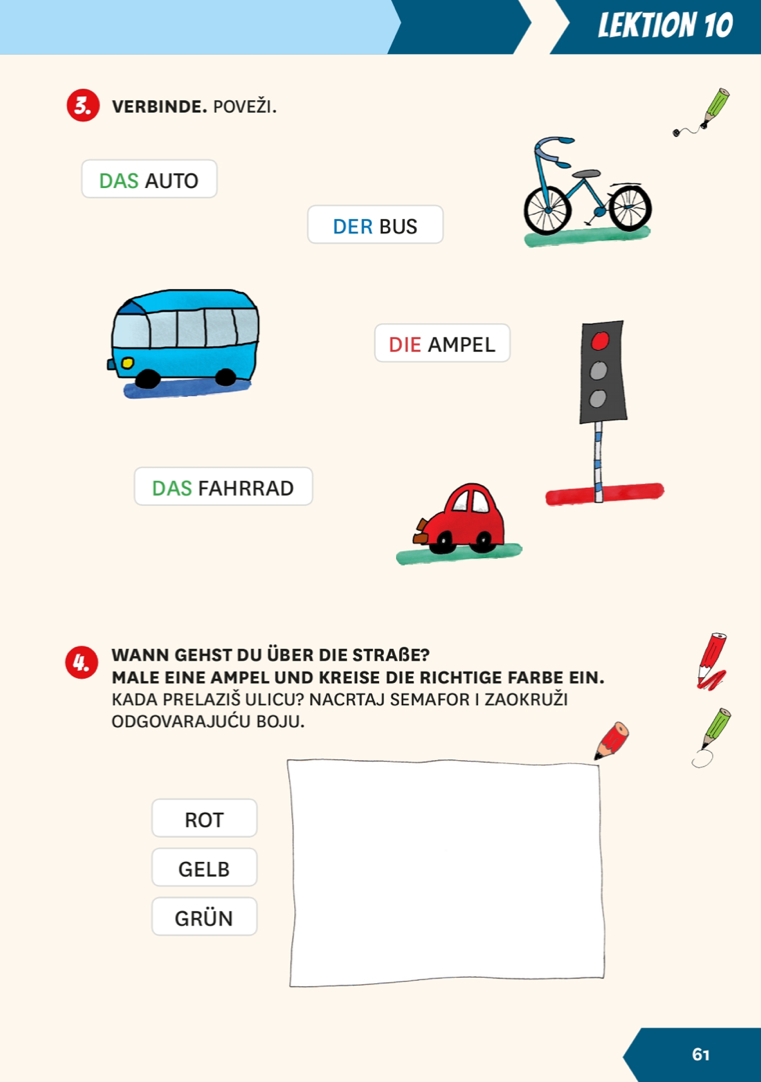 LEKTION 10
3. VERBINDE. POVEŽI.
DAS AUTO
DER BUS
DIE AMPEL
DAS FAHRRAD
4. WANN GEHST DU ÜBER DIE STRAßE?
MALE EINE AMPEL UND KREISE DIE RICHTIGE FARBE EIN.
KADA PRELAZIŠ ULICU? NACRTAJ SEMAFOR I ZAOKRUŽI
ODGOVARAJUĆU BOJU.
ROT
GELB
GRÜN
61